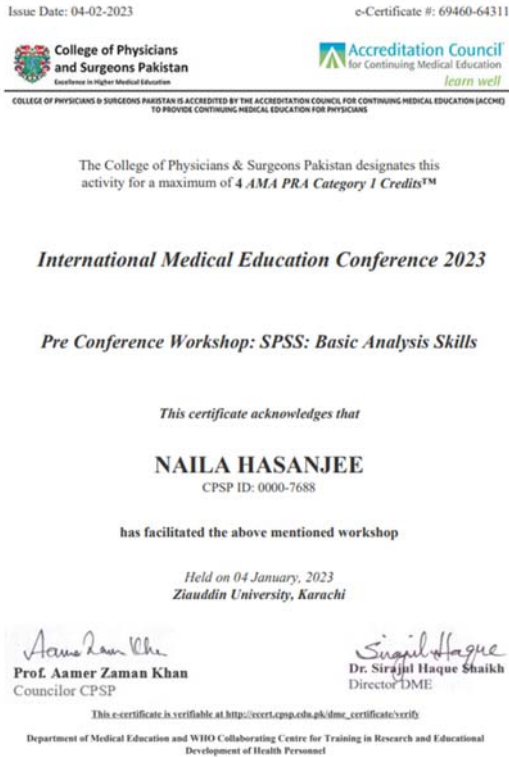 Issue Date: 04-02-2023
e-Certificate #: 69460-64311
College of Physicians
and Surgeons Pakistan
Excellence in Higher Medical Education
Accreditation Council
for Continuing Medical Education
learn well
COLLEGE OF PHYSICIANS & SURGEONS PAKISTAN IS ACCREDITED BY THE ACCREDITATION COUNCIL FOR CONTINUING MEDICAL EDUCATION (ACCME)
TO PROVIDE CONTINUING MEDICAL EDUCATION FOR PHYSICIANS
The College of Physicians & Surgeons Pakistan designates this
activity for a maximum of 4 AMA PRA Category 1 Credits™
International Medical Education Conference 2023
Pre Conference Workshop: SPSS: Basic Analysis Skills
This certificate acknowledges that
NAILA HASANJEE
CPSP ID: 0000-7688
has facilitated the above mentioned workshop
Held on 04 January, 2023
Ziauddin University, Karachi
Prof. Aamer Zaman Khan
Councilor CPSP
Sirajul Haque
Dr. Sirajul Haque Shaikh
Director DME
This e-certificate is verifiable at http://ecert.cpsp.edu.pk/dme_certificate/verify
Department of Medical Education and WHO Collaborating Centre for Training in Research and Educational
Development of Health Personnel